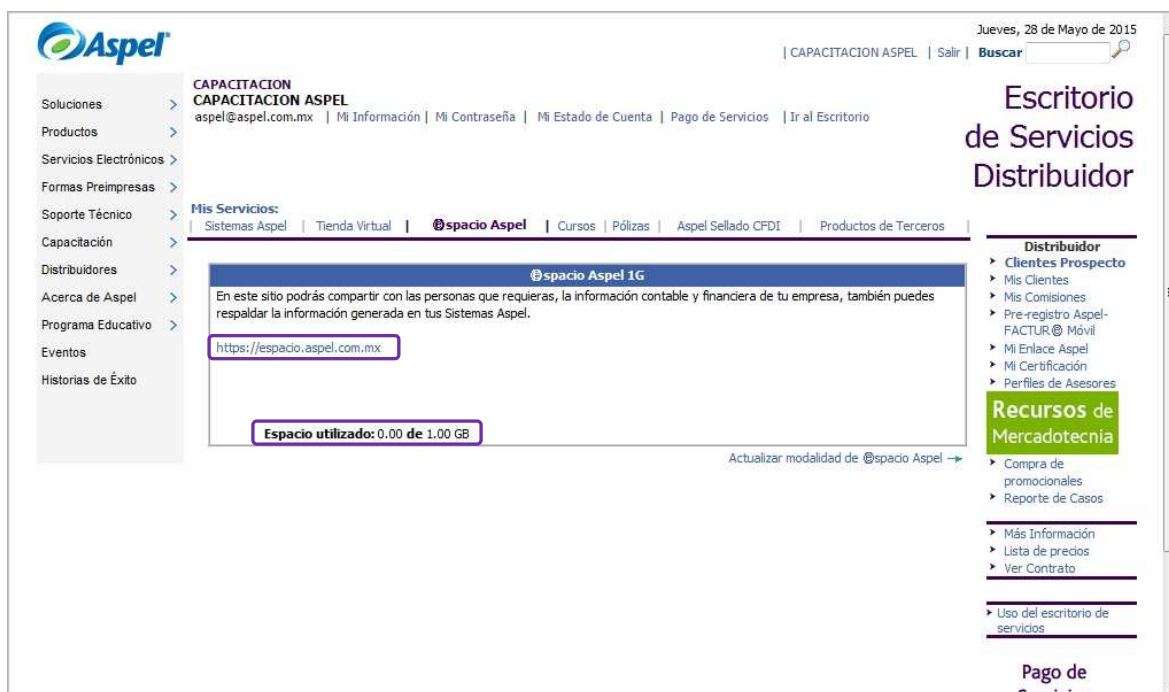 Aspel
Jueves, 28 de Mayo de 2015
| CAPACITACION ASPEL | Salir | Buscar
CAPACITACION
CAPACITACION ASPEL
aspel@aspel.com.mx | Mi Información | Mi Contraseña | Mi Estado de Cuenta | Pago de Servicios | Ir al Escritorio
Escritorio
de Servicios
Distribuidor
Soluciones >
Productos >
Servicios Electrónicos >
Formas Preimpresas >
Soporte Técnico >
Capacitación >
Distribuidores >
Acerca de Aspel >
Programa Educativo >
Eventos
Historias de Éxito
Mis Servicios:
| Sistemas Aspel | Tienda Virtual | @spacio Aspel | Cursos | Pólizas | Aspel Sellado CFDI | Productos de Terceros |
@spacio Aspel 1G
En este sitio podrás compartir con las personas que requieras, la información contable y financiera de tu empresa, también puedes
respaldar la información generada en tus Sistemas Aspel.
https://espacio.aspel.com.mx
Espacio utilizado: 0.00 de 1.00 GB
Actualizar modalidad de @spacio Aspel
Distribuidor
Clientes Prospecto
Mis Clientes
Mis Comisiones
Pre-registro Aspel-
FACTUR@ Móvil
Mi Enlace Aspel
Mi Certificación
Perfiles de Asesores
Recursos de
Mercadotecnia
Compra de
promocionales
Reporte de Casos
Más Información
Lista de precios
Ver Contrato
Uso del escritorio de
servicios
Pago de